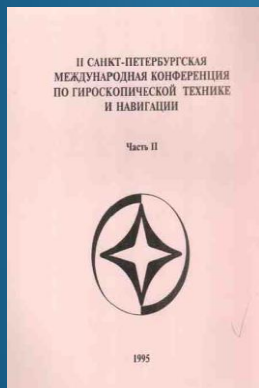 II САНКТ-ПЕТЕРБУРГСКАЯ
МЕЖДУНАРОДНАЯ КОНФЕРЕНЦИЯ
ПО ГИРОСКОПИЧЕСКОЙ ТЕХНИКЕ
И НАВИГАЦИИ
Часть II
1995